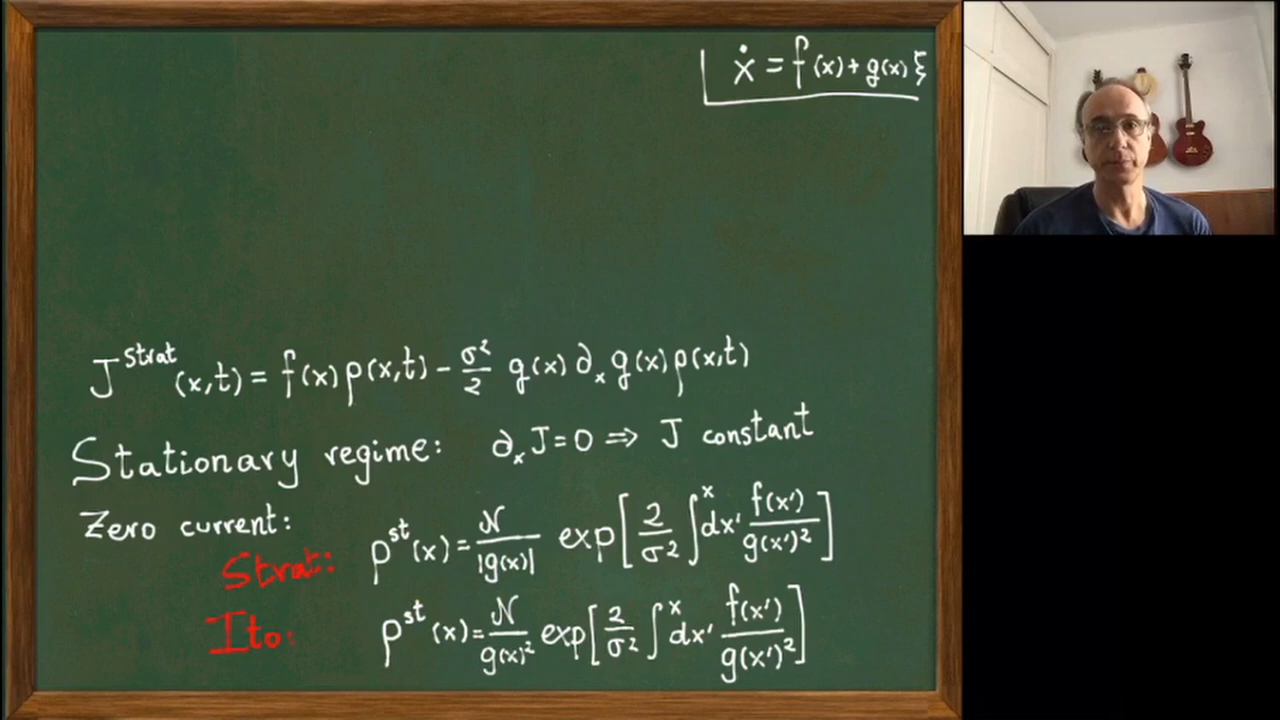 ẋ = f(x) + g(x) ξ
J^Strat (x,t) = f(x) ρ(x,t) - σ²/2 g(x) ∂ₓ g(x) ρ(x,t)
Stationary regime: ∂ₓ J = 0 ⇒ J constant
Zero current:
Strat: ρ^st (x) = 𝒩/|g(x)| exp[2/σ² ∫^x dx' f(x')/g(x')²]
Ito: ρ^st (x) = 𝒩/g(x)² exp[2/σ² ∫^x dx' f(x')/g(x')²]